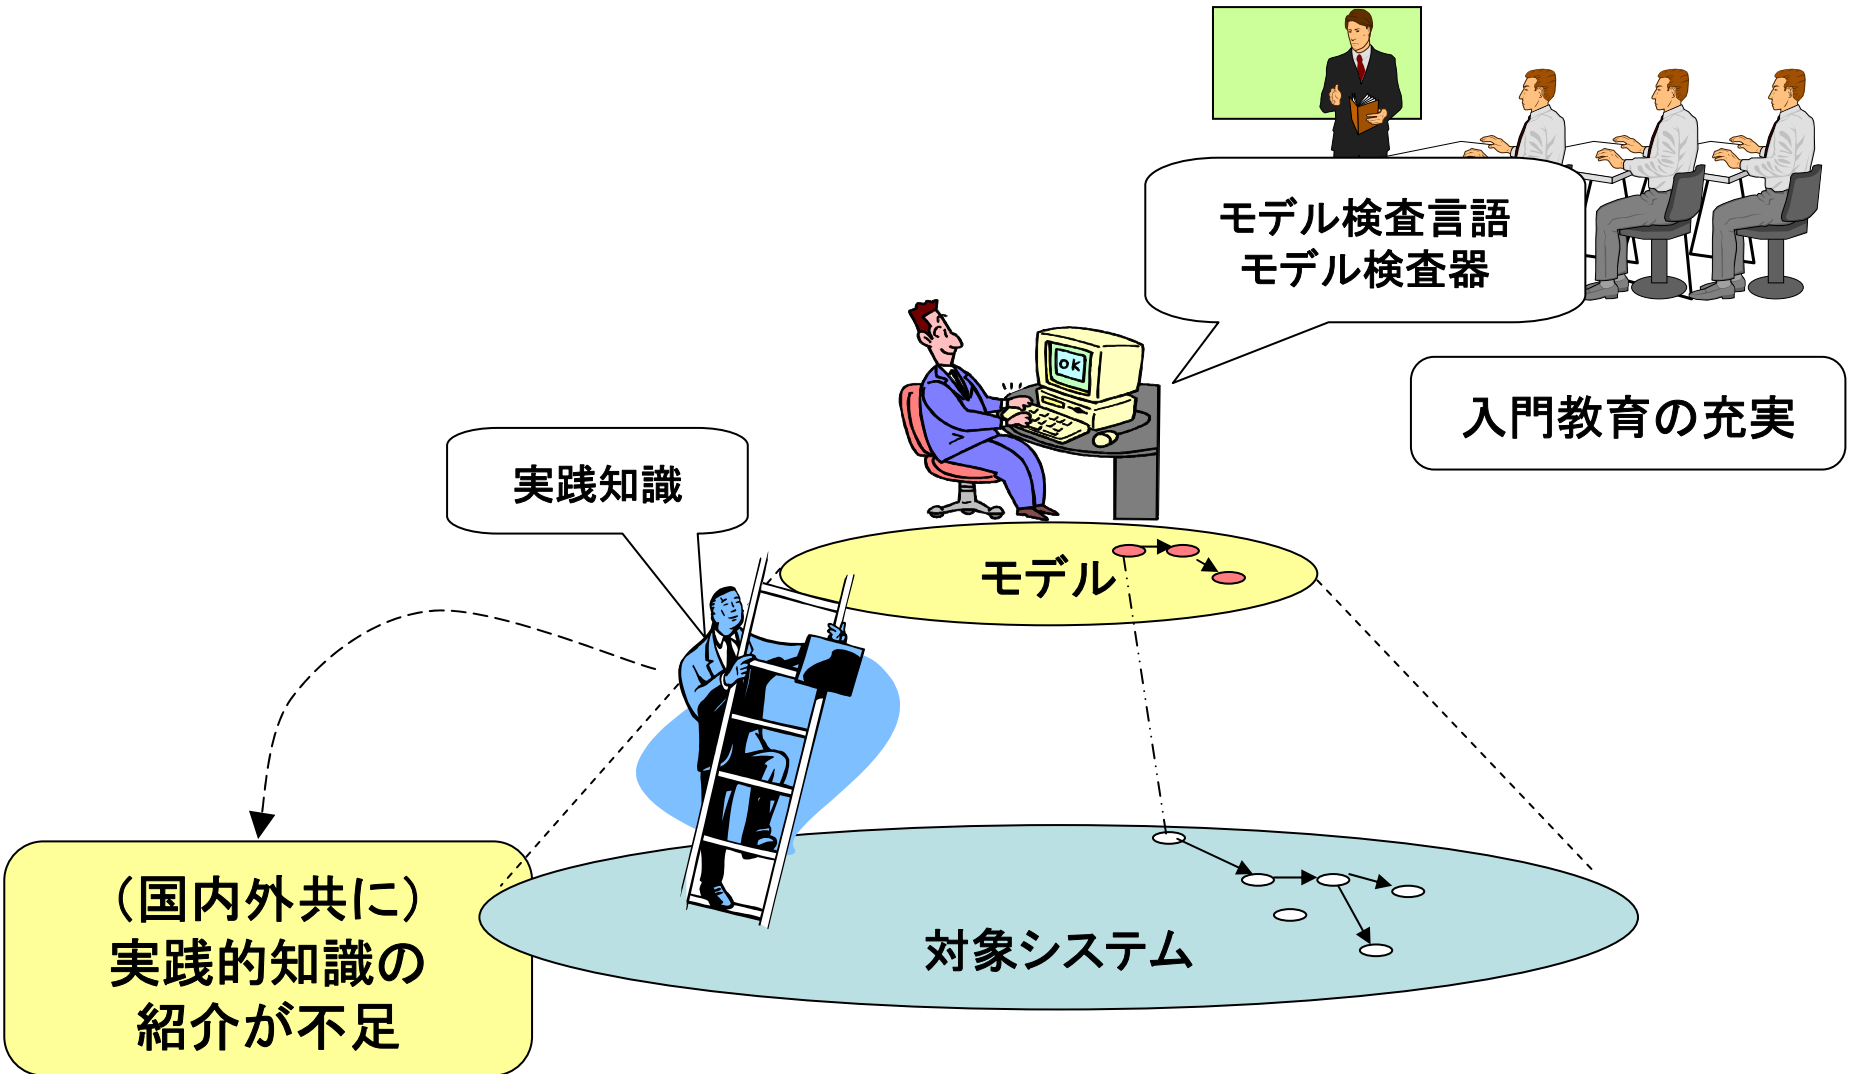 モデル検査言語
モデル検査器
OK
入門教育の充実
実践知識
モデル
(国内外共に)
実践的知識の
紹介が不足
対象システム